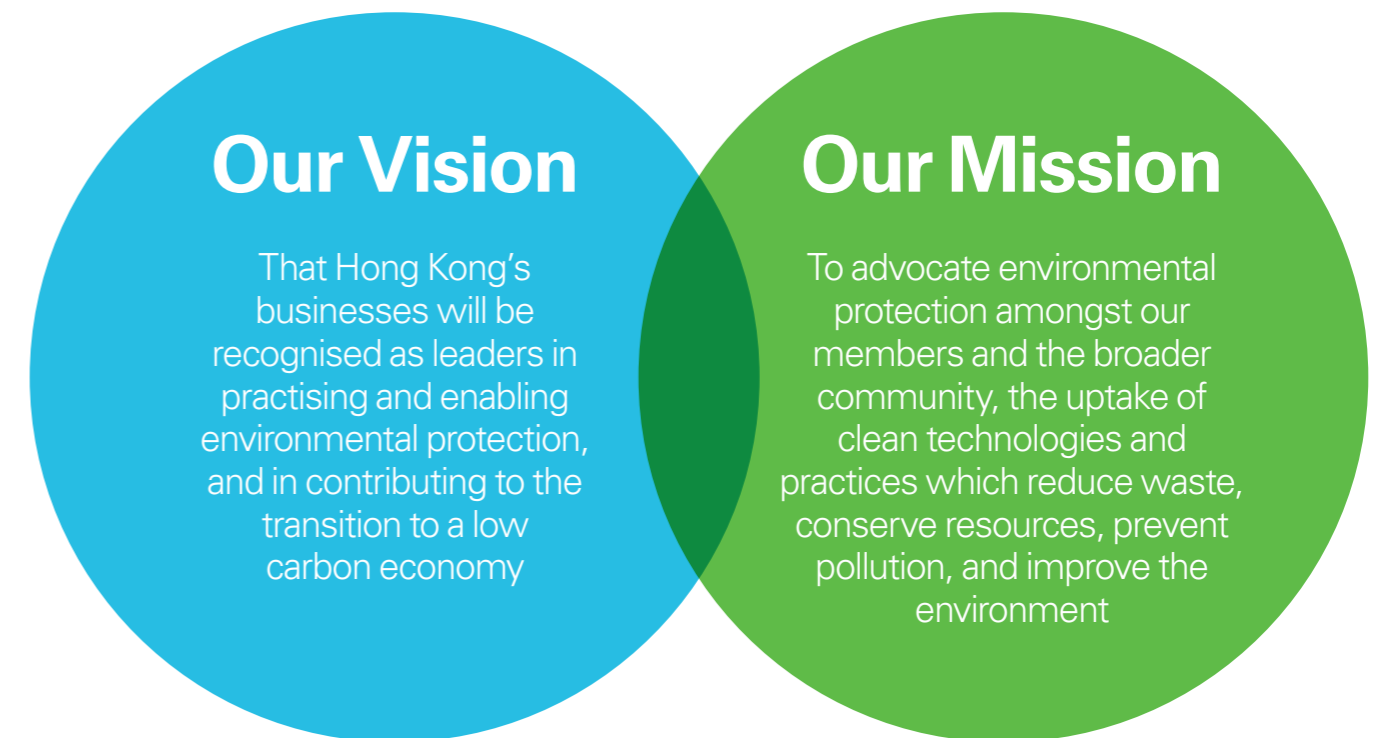 Our Vision
That Hong Kong's
businesses will be
recognised as leaders in
practising and enabling
environmental protection,
and in contributing to the
transition to a low
carbon economy
Our Mission
To advocate environmental
protection amongst our
members and the broader
community, the uptake of
clean technologies and
practices which reduce waste,
conserve resources, prevent
pollution, and improve the
environment